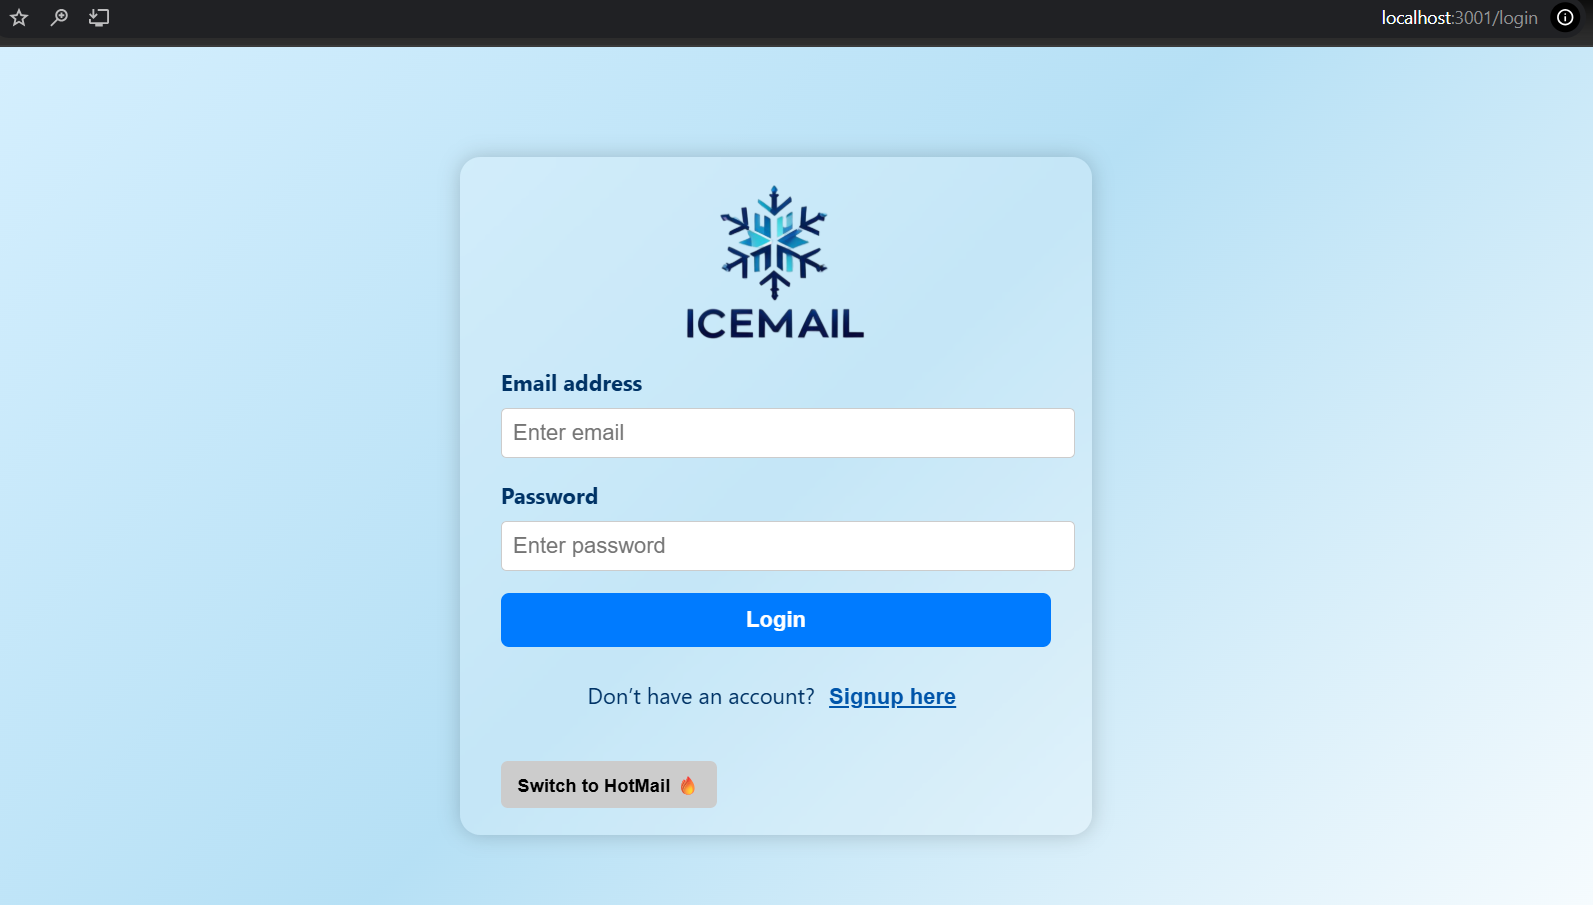 localhost:3001/login
ICEMAIL
Email address
Enter email
Password
Enter password
Login
Don’t have an account? Signup here
Switch to HotMail 🔥